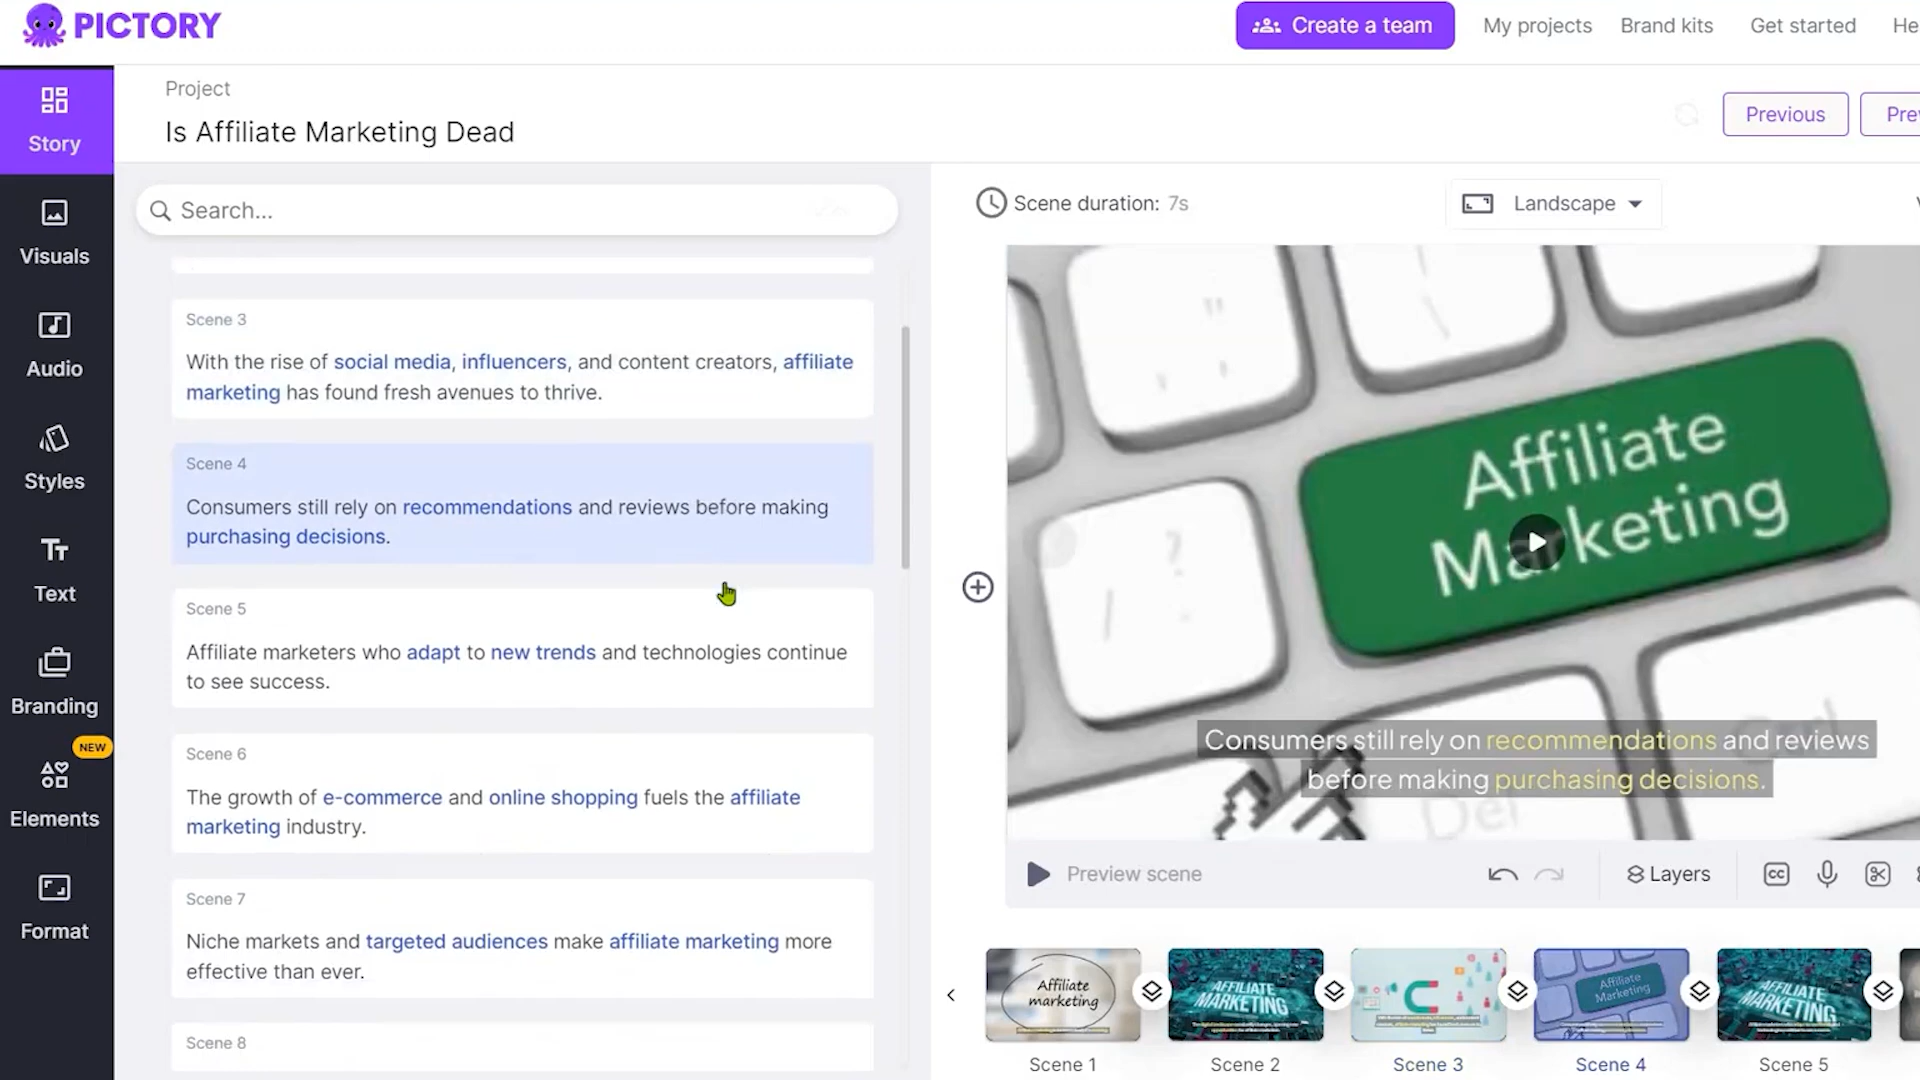 PICTORY
Create a team
My projects
Brand kits
Get started
He
Project
Is Affiliate Marketing Dead
Previous
Pre
Story
Visuals
Audio
Styles
Text
Branding
NEW
Elements
Format
Search...
Scene 3
With the rise of social media, influencers, and content creators, affiliate
marketing has found fresh avenues to thrive.
Scene 4
Consumers still rely on recommendations and reviews before making
purchasing decisions.
Scene 5
Affiliate marketers who adapt to new trends and technologies continue
to see success.
Scene 6
The growth of e-commerce and online shopping fuels the affiliate
marketing industry.
Scene 7
Niche markets and targeted audiences make affiliate marketing more
effective than ever.
Scene 8
Scene duration: 7s
Landscape
Affiliate
Marketing
Consumers still rely on recommendations and reviews
before making purchasing decisions.
Del
Preview scene
Layers
CC
Affiliate
marketing
AFFILIATE
MARKETING
Affiliate
Marketing
AFFILIATE
MARKETING
Scene 1
Scene 2
Scene 3
Scene 4
Scene 5